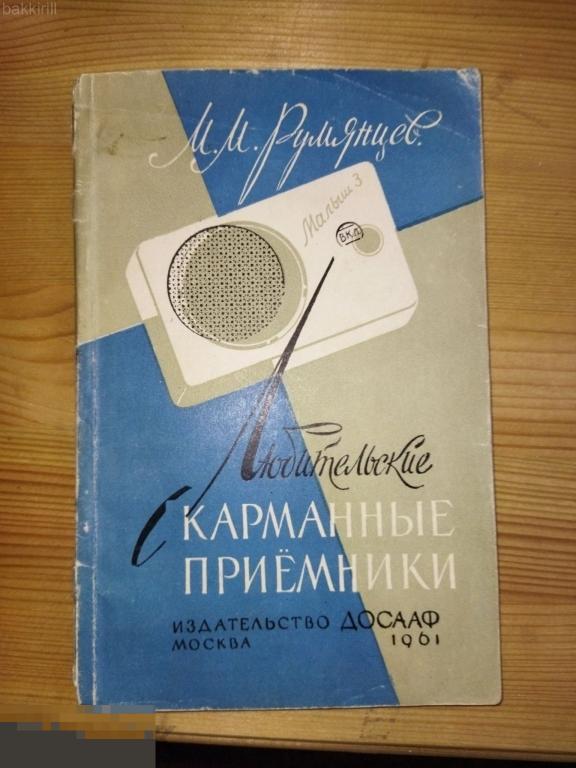 bakkirill
М.М. Румянцев.
Малыш 3
ВКЛ
Любительские
КАРМАННЫЕ
ПРИЁМНИКИ
ИЗДАТЕЛЬСТВО ДОСААФ
МОСКВА 1961